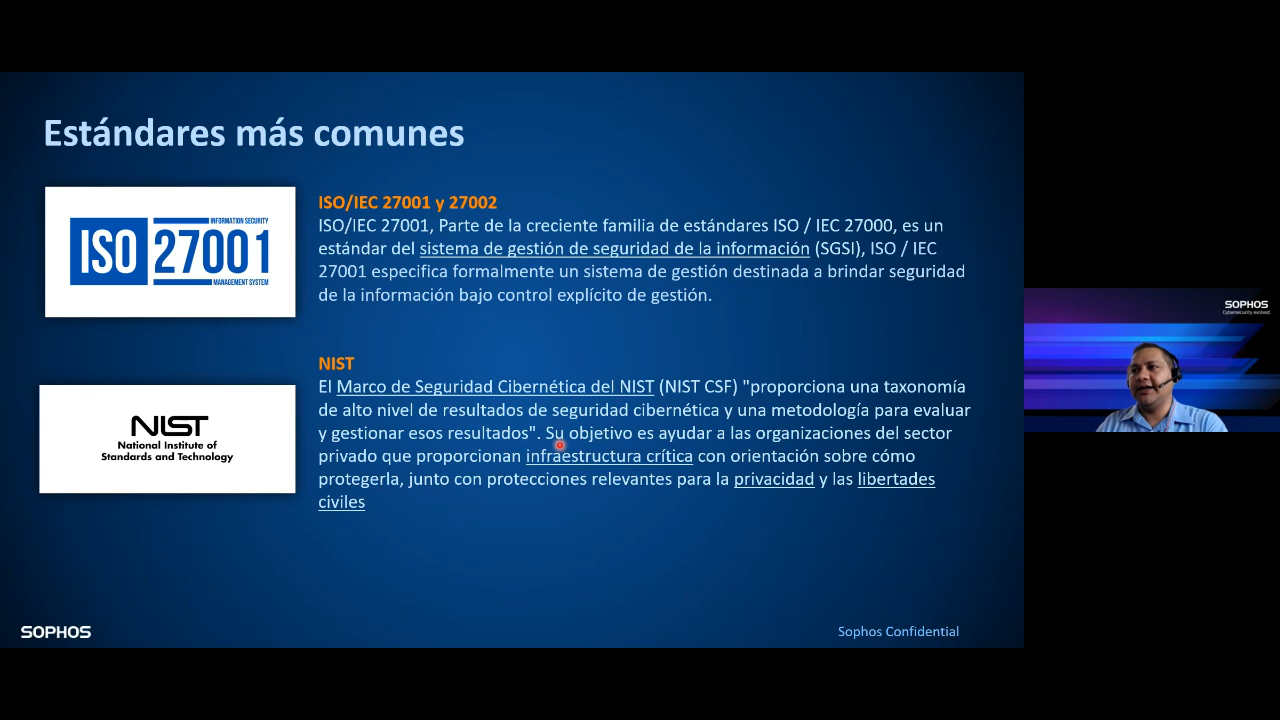 Estándares más comunes
INFORMATION SECURITY
ISO 27001
MANAGEMENT SYSTEM
ISO/IEC 27001 y 27002
ISO/IEC 27001, Parte de la creciente familia de estándares ISO / IEC 27000, es un
estándar del sistema de gestión de seguridad de la información (SGSI), ISO / IEC
27001 especifica formalmente un sistema de gestión destinada a brindar seguridad
de la información bajo control explícito de gestión.
NIST
National Institute of
Standards and Technology
NIST
El Marco de Seguridad Cibernética del NIST (NIST CSF) "proporciona una taxonomía
de alto nivel de resultados de seguridad cibernética y una metodología para evaluar
y gestionar esos resultados". Su objetivo es ayudar a las organizaciones del sector
privado que proporcionan infraestructura crítica con orientación sobre cómo
protegerla, junto con protecciones relevantes para la privacidad y las libertades
civiles
SOPHOS
Sophos Confidential
SOPHOS
Cybersecurity evolved.